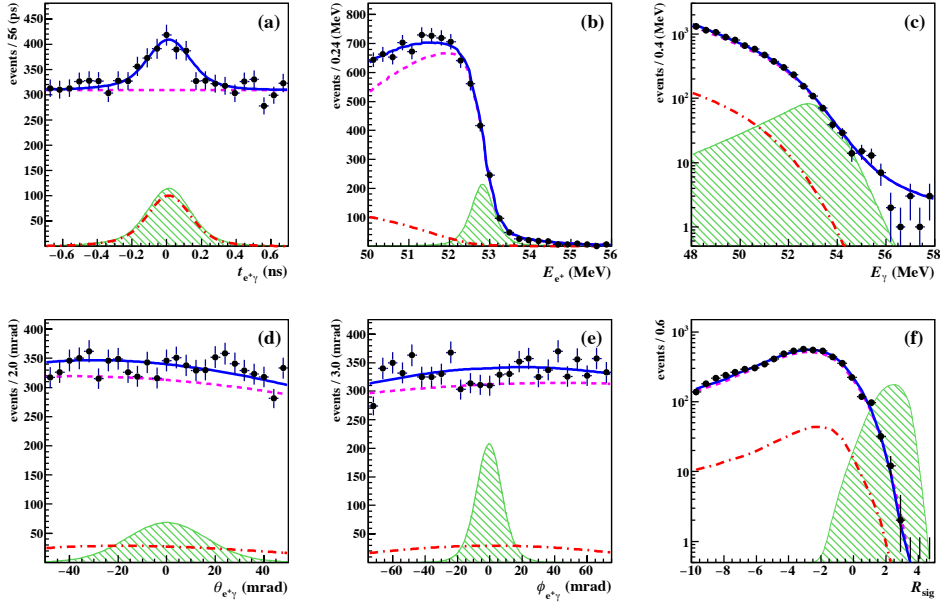 (a)
events / 56 (ps)
450
400
350
300
250
200
150
100
50
−0.6 −0.4 −0.2 0 0.2 0.4 0.6
t e⁺γ (ns)
(b)
events / 0.24 (MeV)
800
700
600
500
400
300
200
100
50 51 52 53 54 55 56
E e⁺ (MeV)
(c)
events / 0.4 (MeV)
10³
10²
10
1
48 50 52 54 56 58
E γ (MeV)
(d)
events / 2.0 (mrad)
400
350
300
250
200
150
100
50
−40 −20 0 20 40
θ e⁺γ (mrad)
(e)
events / 3.0 (mrad)
400
350
300
250
200
150
100
50
−60 −40 −20 0 20 40 60
ϕ e⁺γ (mrad)
(f)
events / 0.6
10³
10²
10
1
−10 −8 −6 −4 −2 0 2 4
R sig